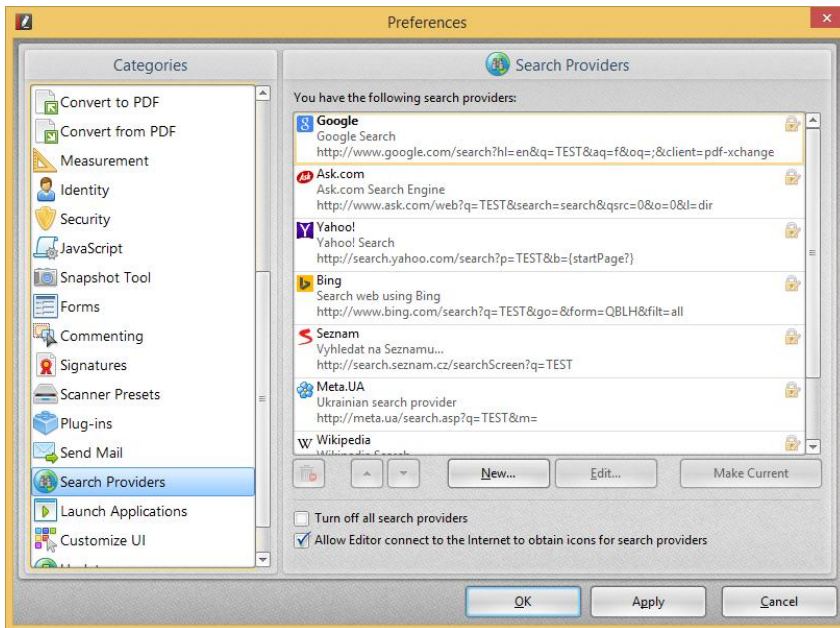 Preferences
Categories
Convert to PDF
Convert from PDF
Measurement
Identity
Security
JavaScript
Snapshot Tool
Forms
Commenting
Signatures
Scanner Presets
Plug-ins
Send Mail
Search Providers
Launch Applications
Customize UI
Search Providers
You have the following search providers:
Google
Google Search
http://www.google.com/search?hl=en&q=TEST&aq=f&oq=;&client=pdf-xchange
Ask.com
Ask.com Search Engine
http://www.ask.com/web?q=TEST&search=search&qsrc=0&o=0&l=dir
Yahoo!
Yahoo! Search
http://search.yahoo.com/search?p=TEST&b={startPage?}
Bing
Search web using Bing
http://www.bing.com/search?q=TEST&go=&form=QBLH&filt=all
Seznam
Vyhledat na Seznamu...
http://search.seznam.cz/searchScreen?q=TEST
Meta.UA
Ukrainian search provider
http://meta.ua/search.asp?q=TEST&m=
W Wikipedia
Wikipedia Search
New... Edit... Make Current
Turn off all search providers
Allow Editor connect to the Internet to obtain icons for search providers
OK Apply Cancel